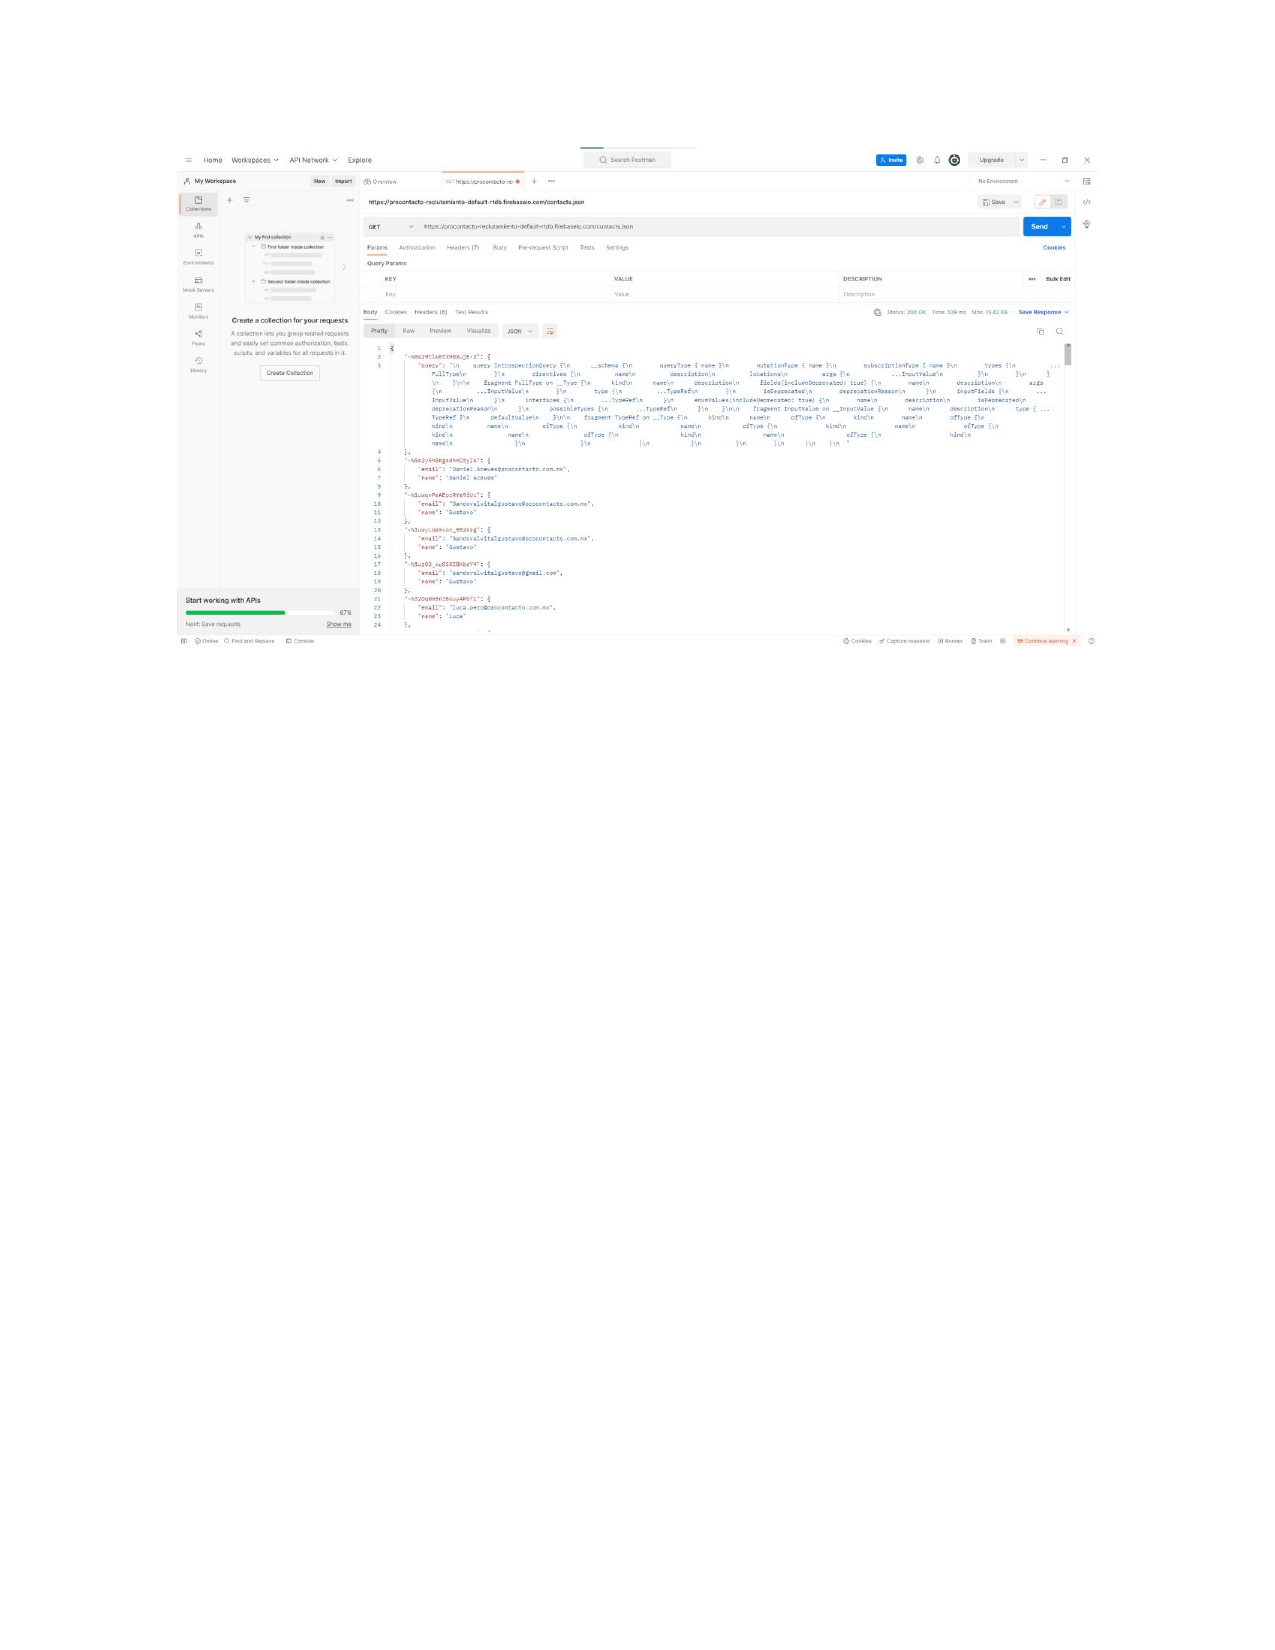 Home Workspaces API Network Explore Search Postman Invite Upgrade
My Workspace New Import Overview GET https://procontacto-re No Environment
Collections
https://procontacto-reclutamiento-default-rtdb.firebaseio.com/contacts.json Save
APIs
GET https://procontacto-reclutamiento-default-rtdb.firebaseio.com/contacts.json Send
My first collection
First folder inside collection
Second folder inside collection
Params Authorization Headers (7) Body Pre-request Script Tests Settings Cookies
Environments
Query Params
KEY VALUE DESCRIPTION Bulk Edit
Mock Servers
Key Value Description
Monitors
Body Cookies Headers (6) Test Results Status: 200 OK Time: 539 ms Size: 15.62 KB Save Response
Create a collection for your requests
A collection lets you group related requests
and easily set common authorization, tests,
scripts, and variables for all requests in it.
Create Collection
Flows
History
Pretty Raw Preview Visualize JSON
1 {
2
3 "query": "\n query IntrospectionQuery {\n __schema {\n queryType { name }\n mutationType { name }\n subscriptionType { name }\n types {\n ...
FullType\n }\n directives {\n name\n description\n locations\n args {\n ...InputValue\n }\n }\n }
\n }\n\n fragment FullType on __Type {\n kind\n name\n description\n fields(includeDeprecated: true) {\n name\n description\n args
{\n ...InputValue\n }\n type {\n ...TypeRef\n }\n isDeprecated\n deprecationReason\n }\n inputFields {\n ...
InputValue\n }\n interfaces {\n ...TypeRef\n }\n enumValues(includeDeprecated: true) {\n name\n description\n isDeprecated\n
deprecationReason\n }\n possibleTypes {\n ...TypeRef\n }\n }\n\n fragment InputValue on __InputValue {\n name\n description\n type { ...
TypeRef }\n defaultValue\n }\n\n fragment TypeRef on __Type {\n kind\n name\n ofType {\n kind\n name\n ofType {\n
kind\n name\n ofType {\n kind\n name\n ofType {\n kind\n name\n ofType {\n
kind\n name\n ofType {\n kind\n name\n ofType {\n kind\n
name\n }\n }\n }\n }\n }\n }\n }\n }\n "
4 },
5
6 "email": "Daniel.Aceves@procontacto.com.mx",
7 "name": "Daniel Aceves"
8 },
9
10 "email": "Sandovalvitalgustavo@procontacto.com.mx",
11 "name": "Gustavo"
12 },
13
14 "email": "Sandovalvitalgustavo@procontacto.com.mx",
15 "name": "Gustavo"
16 },
17
18 "email": "sandovalvitalgustavo@gmail.com",
19 "name": "Gustavo"
20 },
21
22 "email": "luca.pero@procontacto.com.mx",
23 "name": "Luca"
24 },
Start working with APIs
67%
Next: Save requests. Show me
Online Find and Replace Console Cookies Capture requests Runner Trash Continue learning